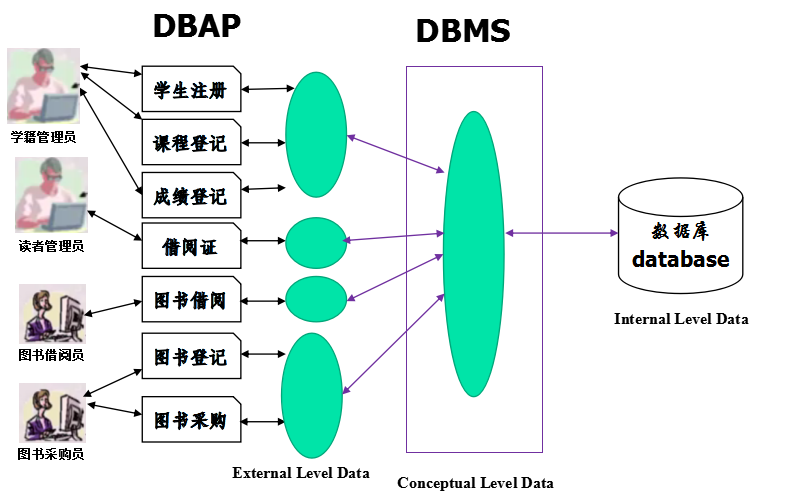 DBAP
DBMS
学籍管理员
学生注册
课程登记
成绩登记
读者管理员
借阅证
图书借阅员
图书借阅
图书登记
图书采购员
图书采购
数据库
database
External Level Data
Conceptual Level Data
Internal Level Data